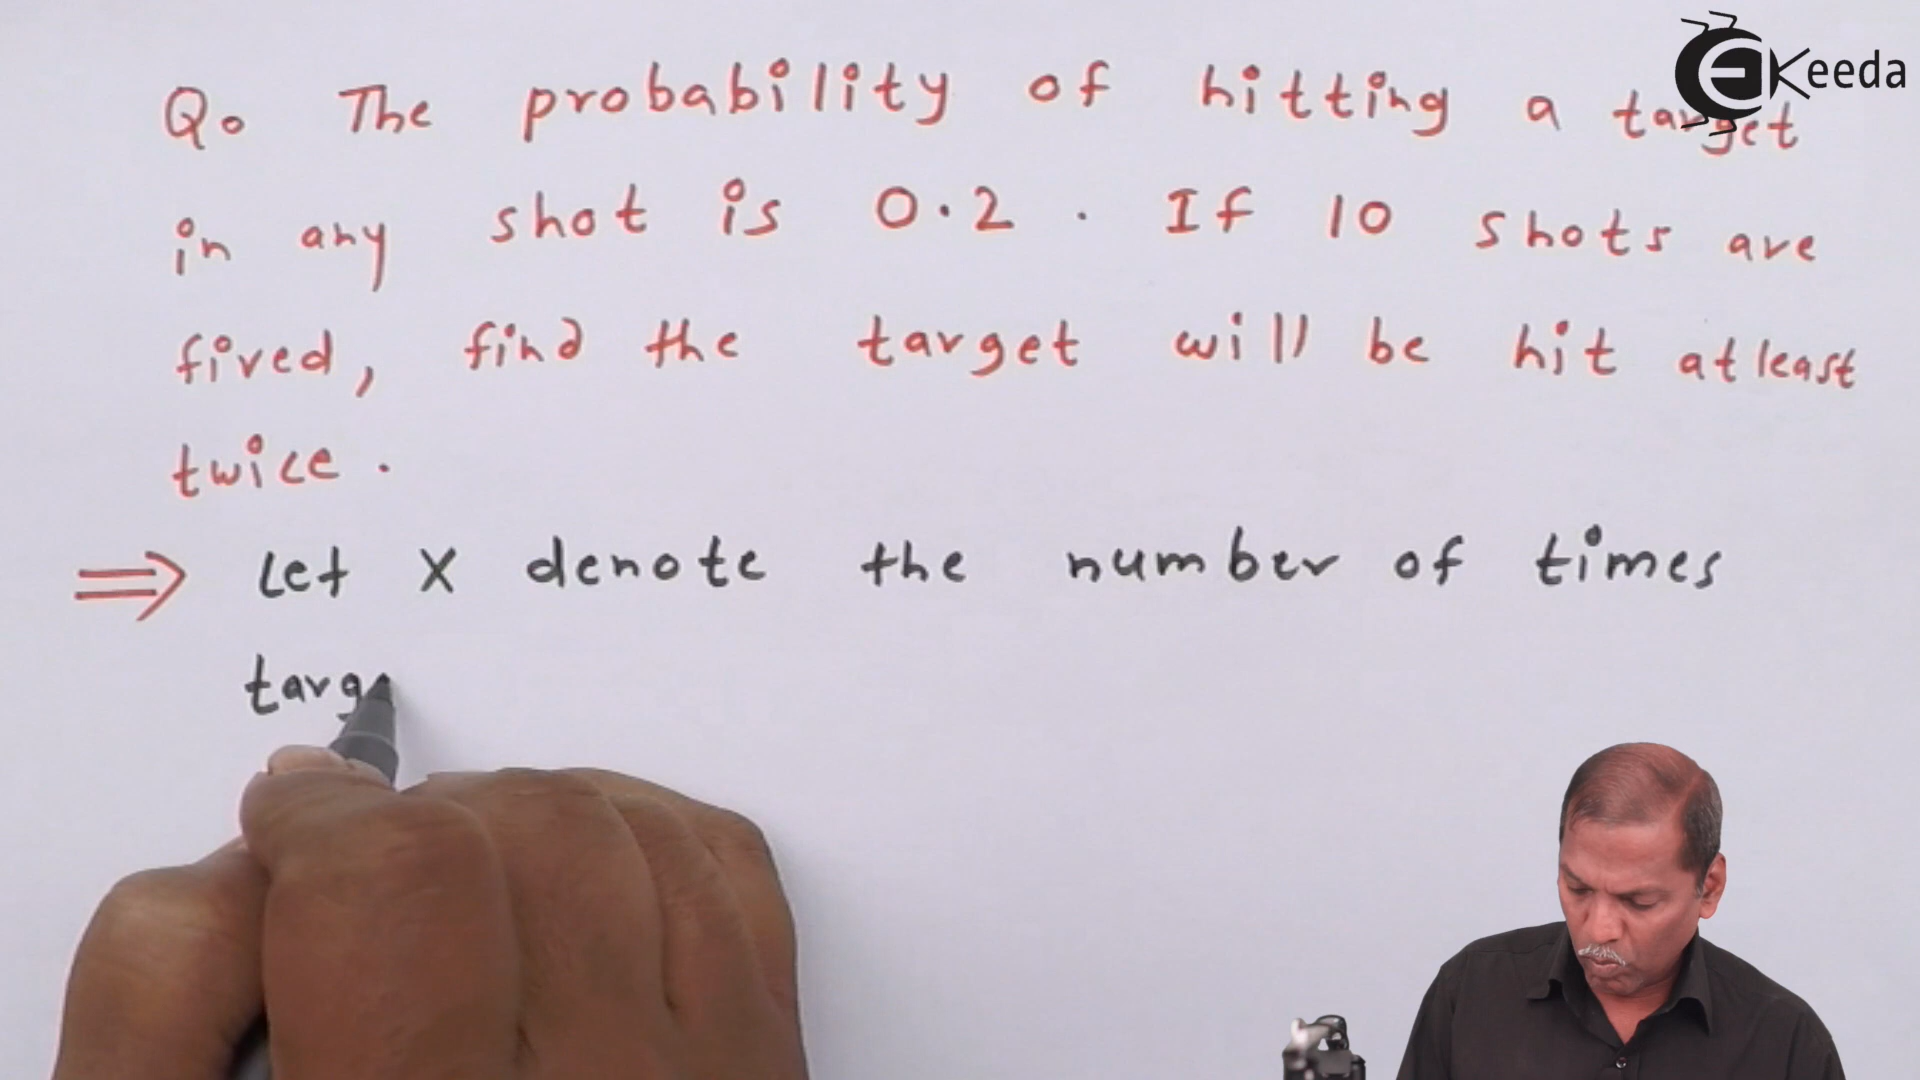 Keeda
Q. The probability of hitting a target
in any shot is 0.2. If 10 shots are
fired, find the target will be hit atleast
twice.
⇒ Let X denote the number of times
targ